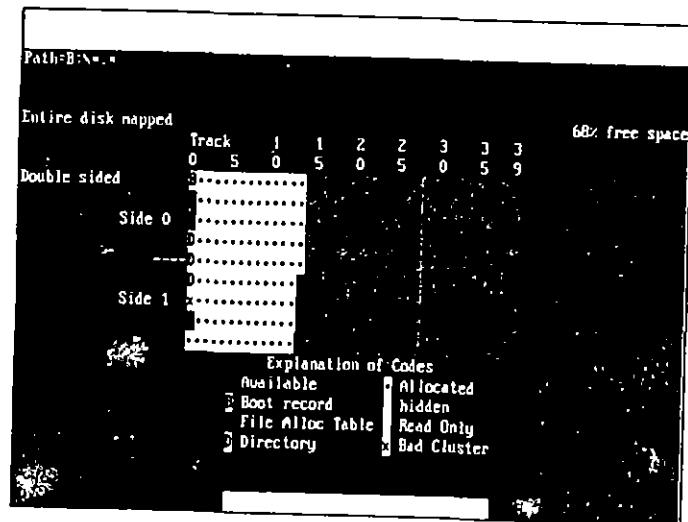 Path=B:\*.*
Entire disk mapped
68% free space
Track 1 1 2 2 3 3 3
0 5 0 5 0 5 0 5 9
Double sided
Side 0
Side 1
Explanation of Codes
Available • Allocated
B Boot record hidden
File Alloc Table Read Only
D Directory x Bad Cluster